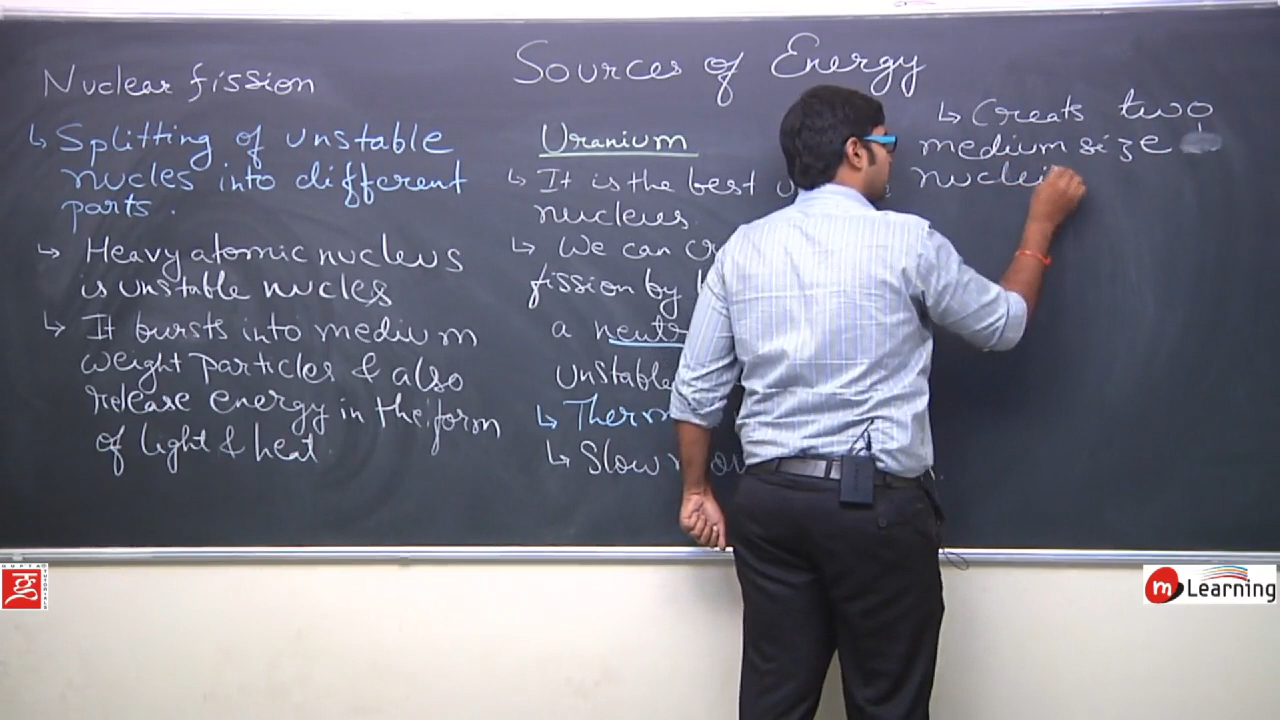 Sources of Energy
Nuclear fission
↳ Splitting of unstable
nucles into different
parts.
↳ Heavy atomic nucleus
is unstable nucles
↳ It bursts into medium
weight particles & also
release energy in the form
of light & heat.
Uranium
↳ It is the best
nucleus.
↳ We can
fission by
a
unstable
↳
↳ Slow
↳ Creats two
medium size
nuclei
GUPTA TUTORIALS
m Learning